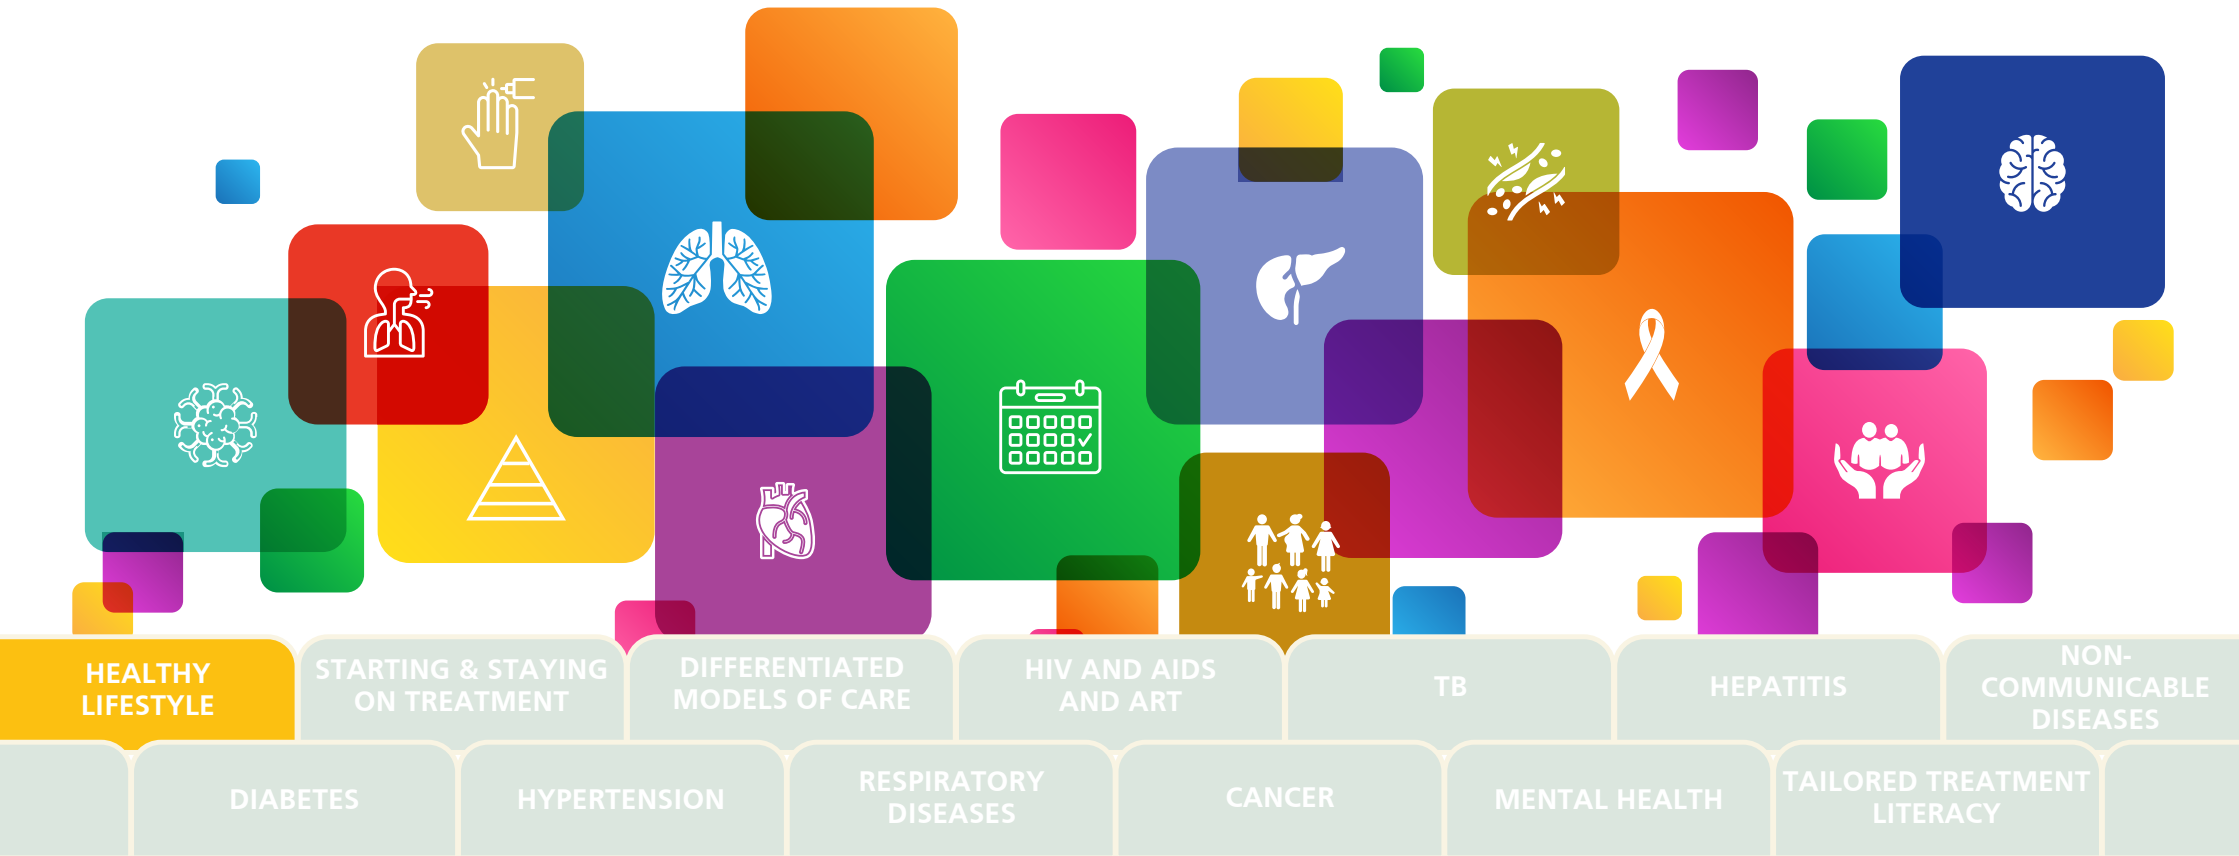 HEALTHY
LIFESTYLE
STARTING & STAYING
ON TREATMENT
DIFFERENTIATED
MODELS OF CARE
HIV AND AIDS
AND ART
TB
HEPATITIS
NON-
COMMUNICABLE
DISEASES
DIABETES
HYPERTENSION
RESPIRATORY
DISEASES
CANCER
MENTAL HEALTH
TAILORED TREATMENT
LITERACY